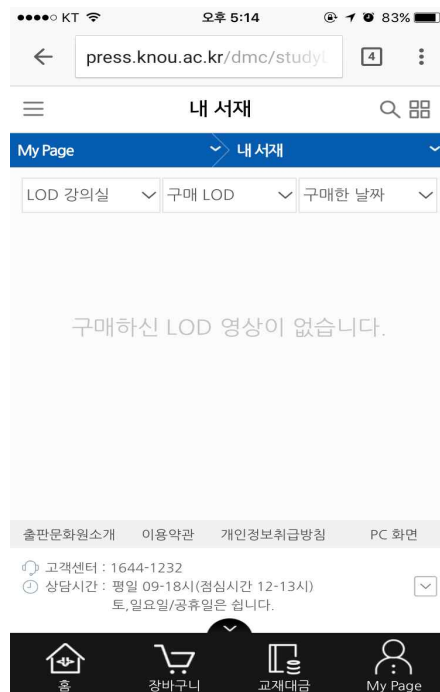 KT 오후 5:14 83%
press.knou.ac.kr/dmc/study 4
내 서재
My Page 내 서재
LOD 강의실 구매 LOD 구매한 날짜
구매하신 LOD 영상이 없습니다.
출판문화원소개 이용약관 개인정보취급방침 PC 화면
고객센터 : 1644-1232
상담시간 : 평일 09-18시(점심시간 12-13시)
토,일요일/공휴일은 쉽니다.
홈 장바구니 교재대금 My Page